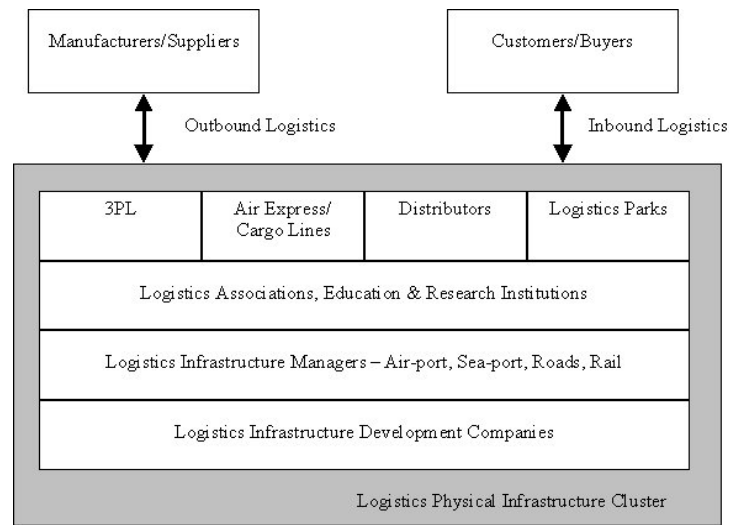 Manufacturers/Suppliers
Customers/Buyers
Outbound Logistics
Inbound Logistics
3PL
Air Express/
Cargo Lines
Distributors
Logistics Parks
Logistics Associations, Education & Research Institutions
Logistics Infrastructure Managers – Air-port, Sea-port, Roads, Rail
Logistics Infrastructure Development Companies
Logistics Physical Infrastructure Cluster